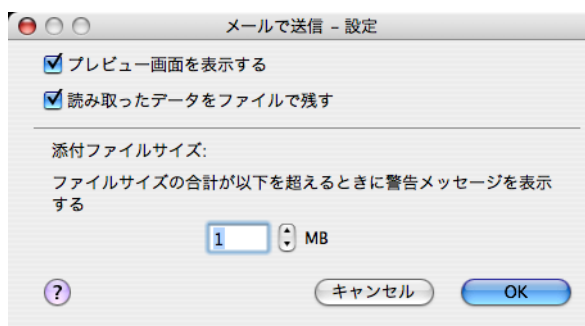 メールで送信 – 設定
プレビュー画面を表示する
読み取ったデータをファイルで残す
添付ファイルサイズ:
ファイルサイズの合計が以下を超えるときに警告メッセージを表示
する
1 MB
? キャンセル OK